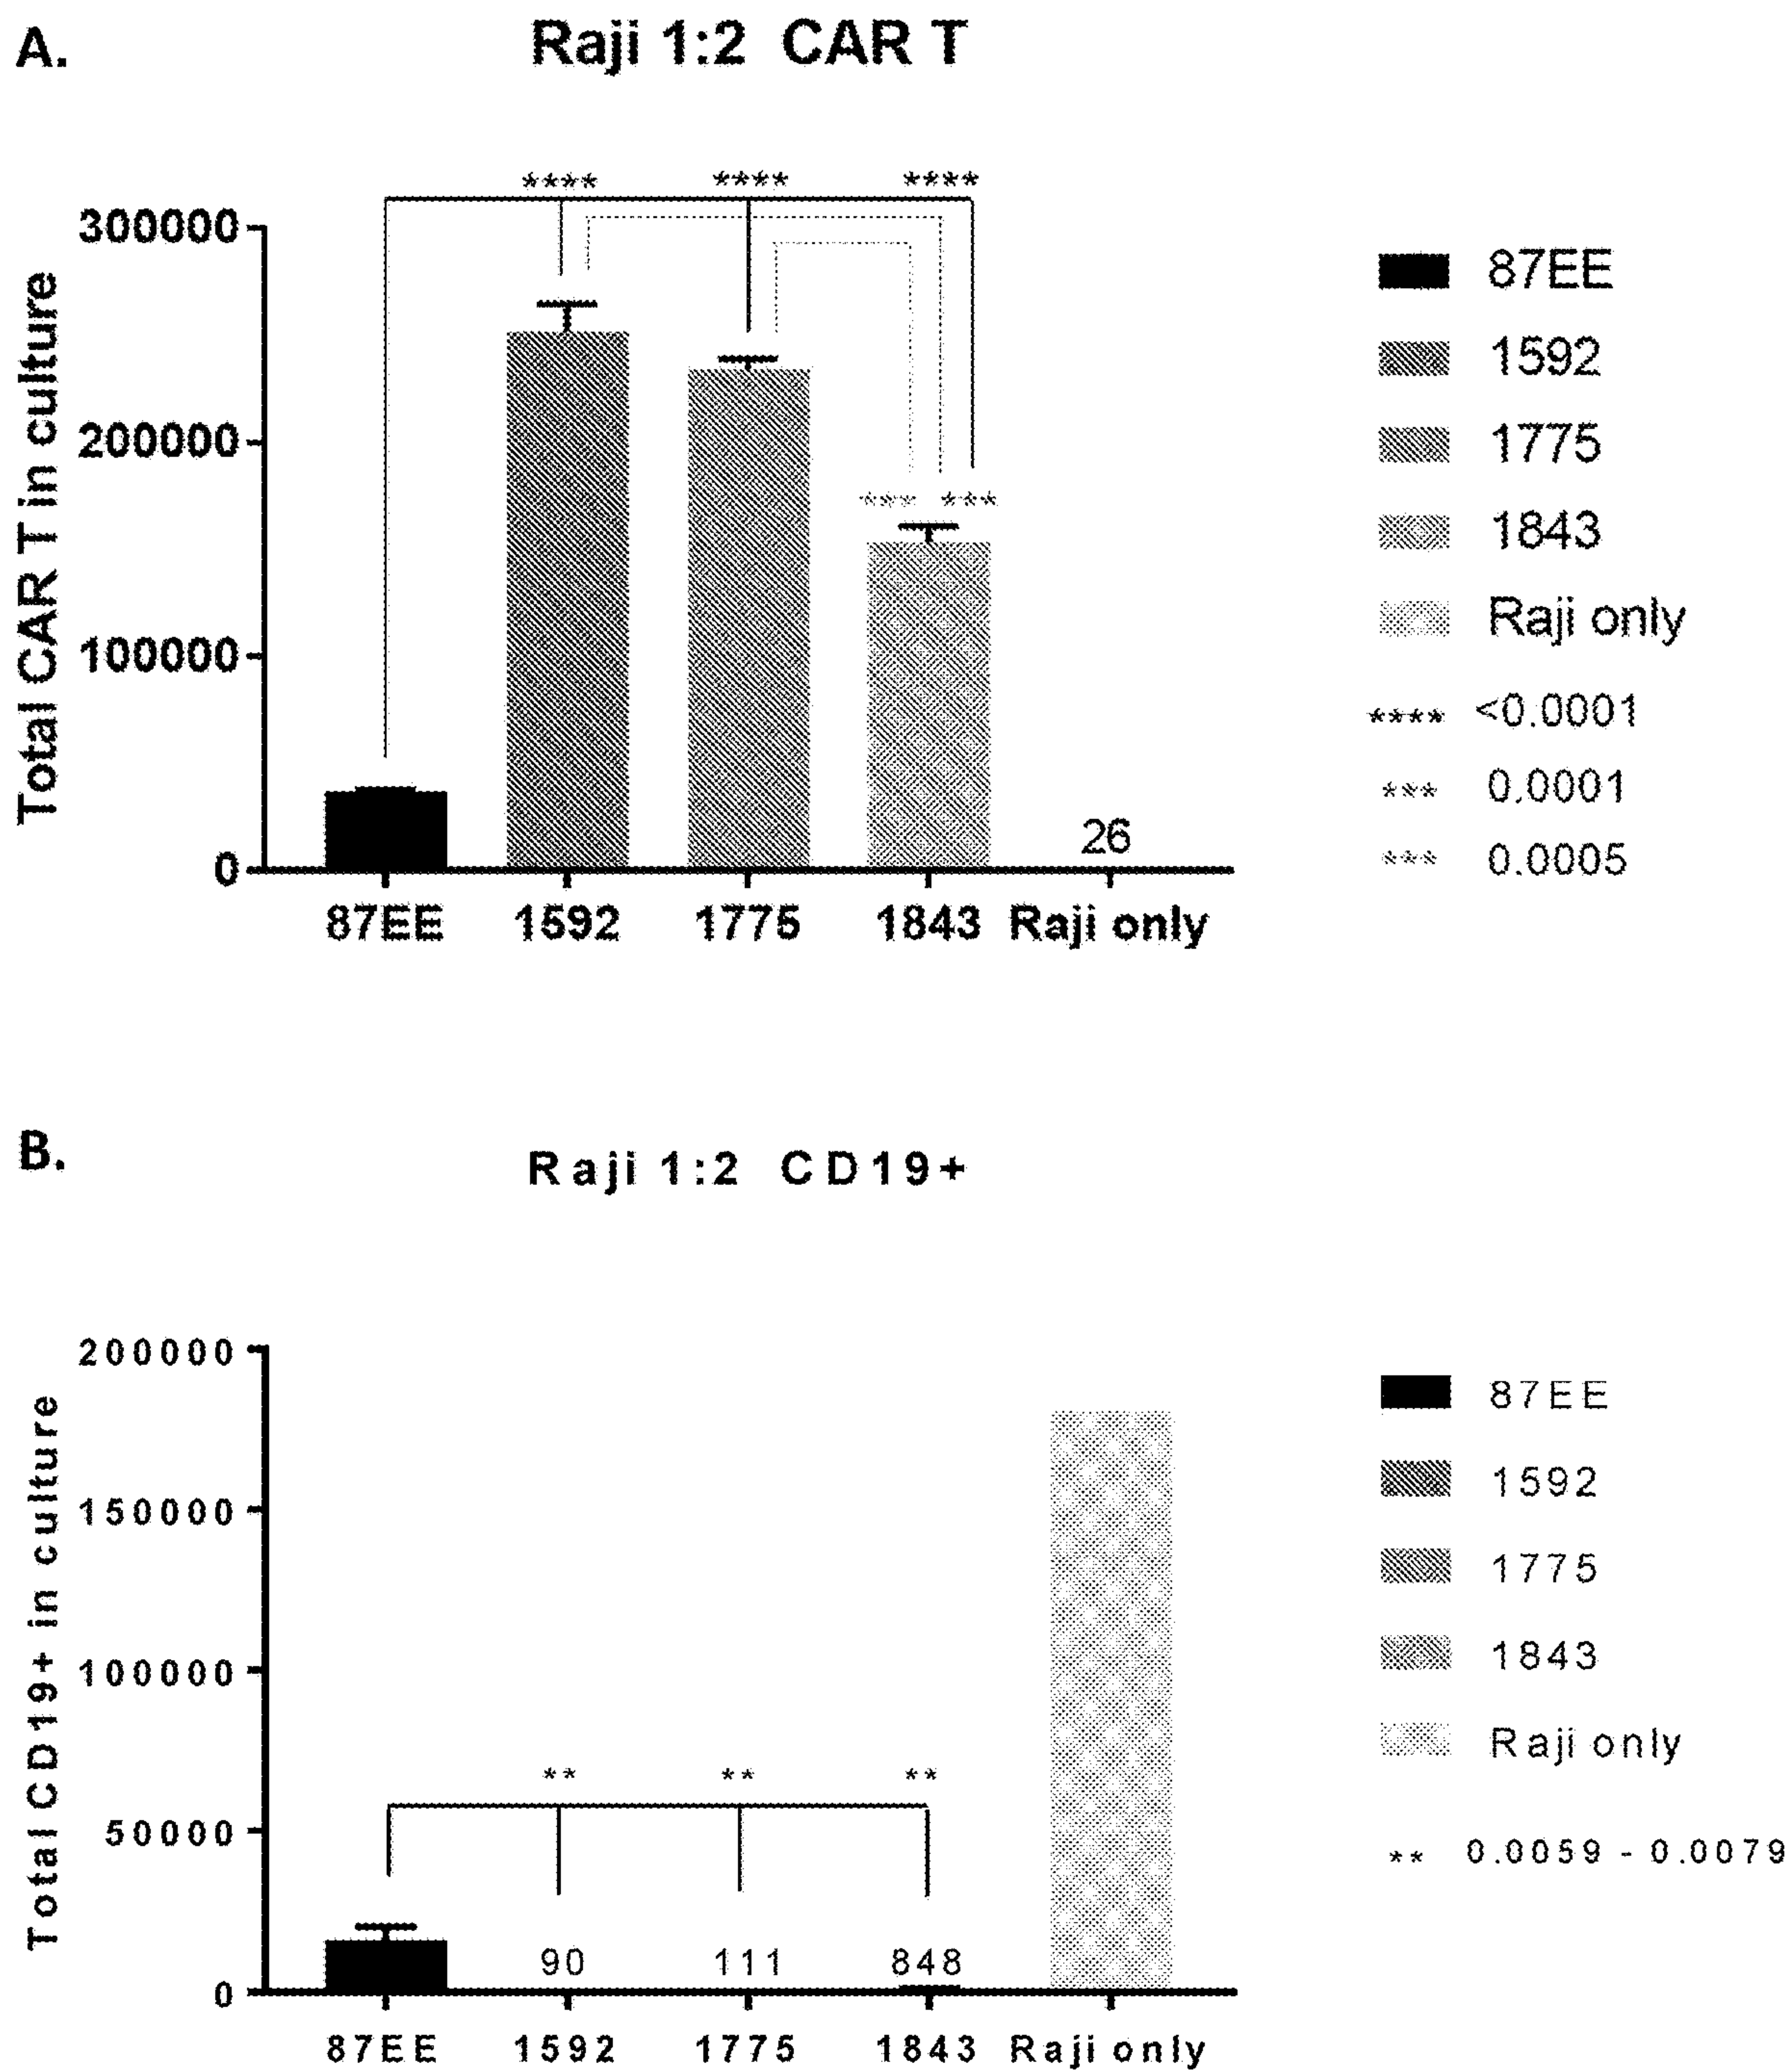 A.
Raji 1:2 CAR T
**** **** ****
300000
200000
100000
0
Total CAR T in culture
*** ***
26
87EE 1592 1775 1843 Raji only
87EE
1592
1775
1843
Raji only
**** <0.0001
*** 0.0001
*** 0.0005
B.
Raji 1:2 CD19+
200000
150000
100000
50000
0
Total CD19+ in culture
** ** **
90 111 848
87EE 1592 1775 1843 Raji only
87EE
1592
1775
1843
Raji only
** 0.0059 - 0.0079